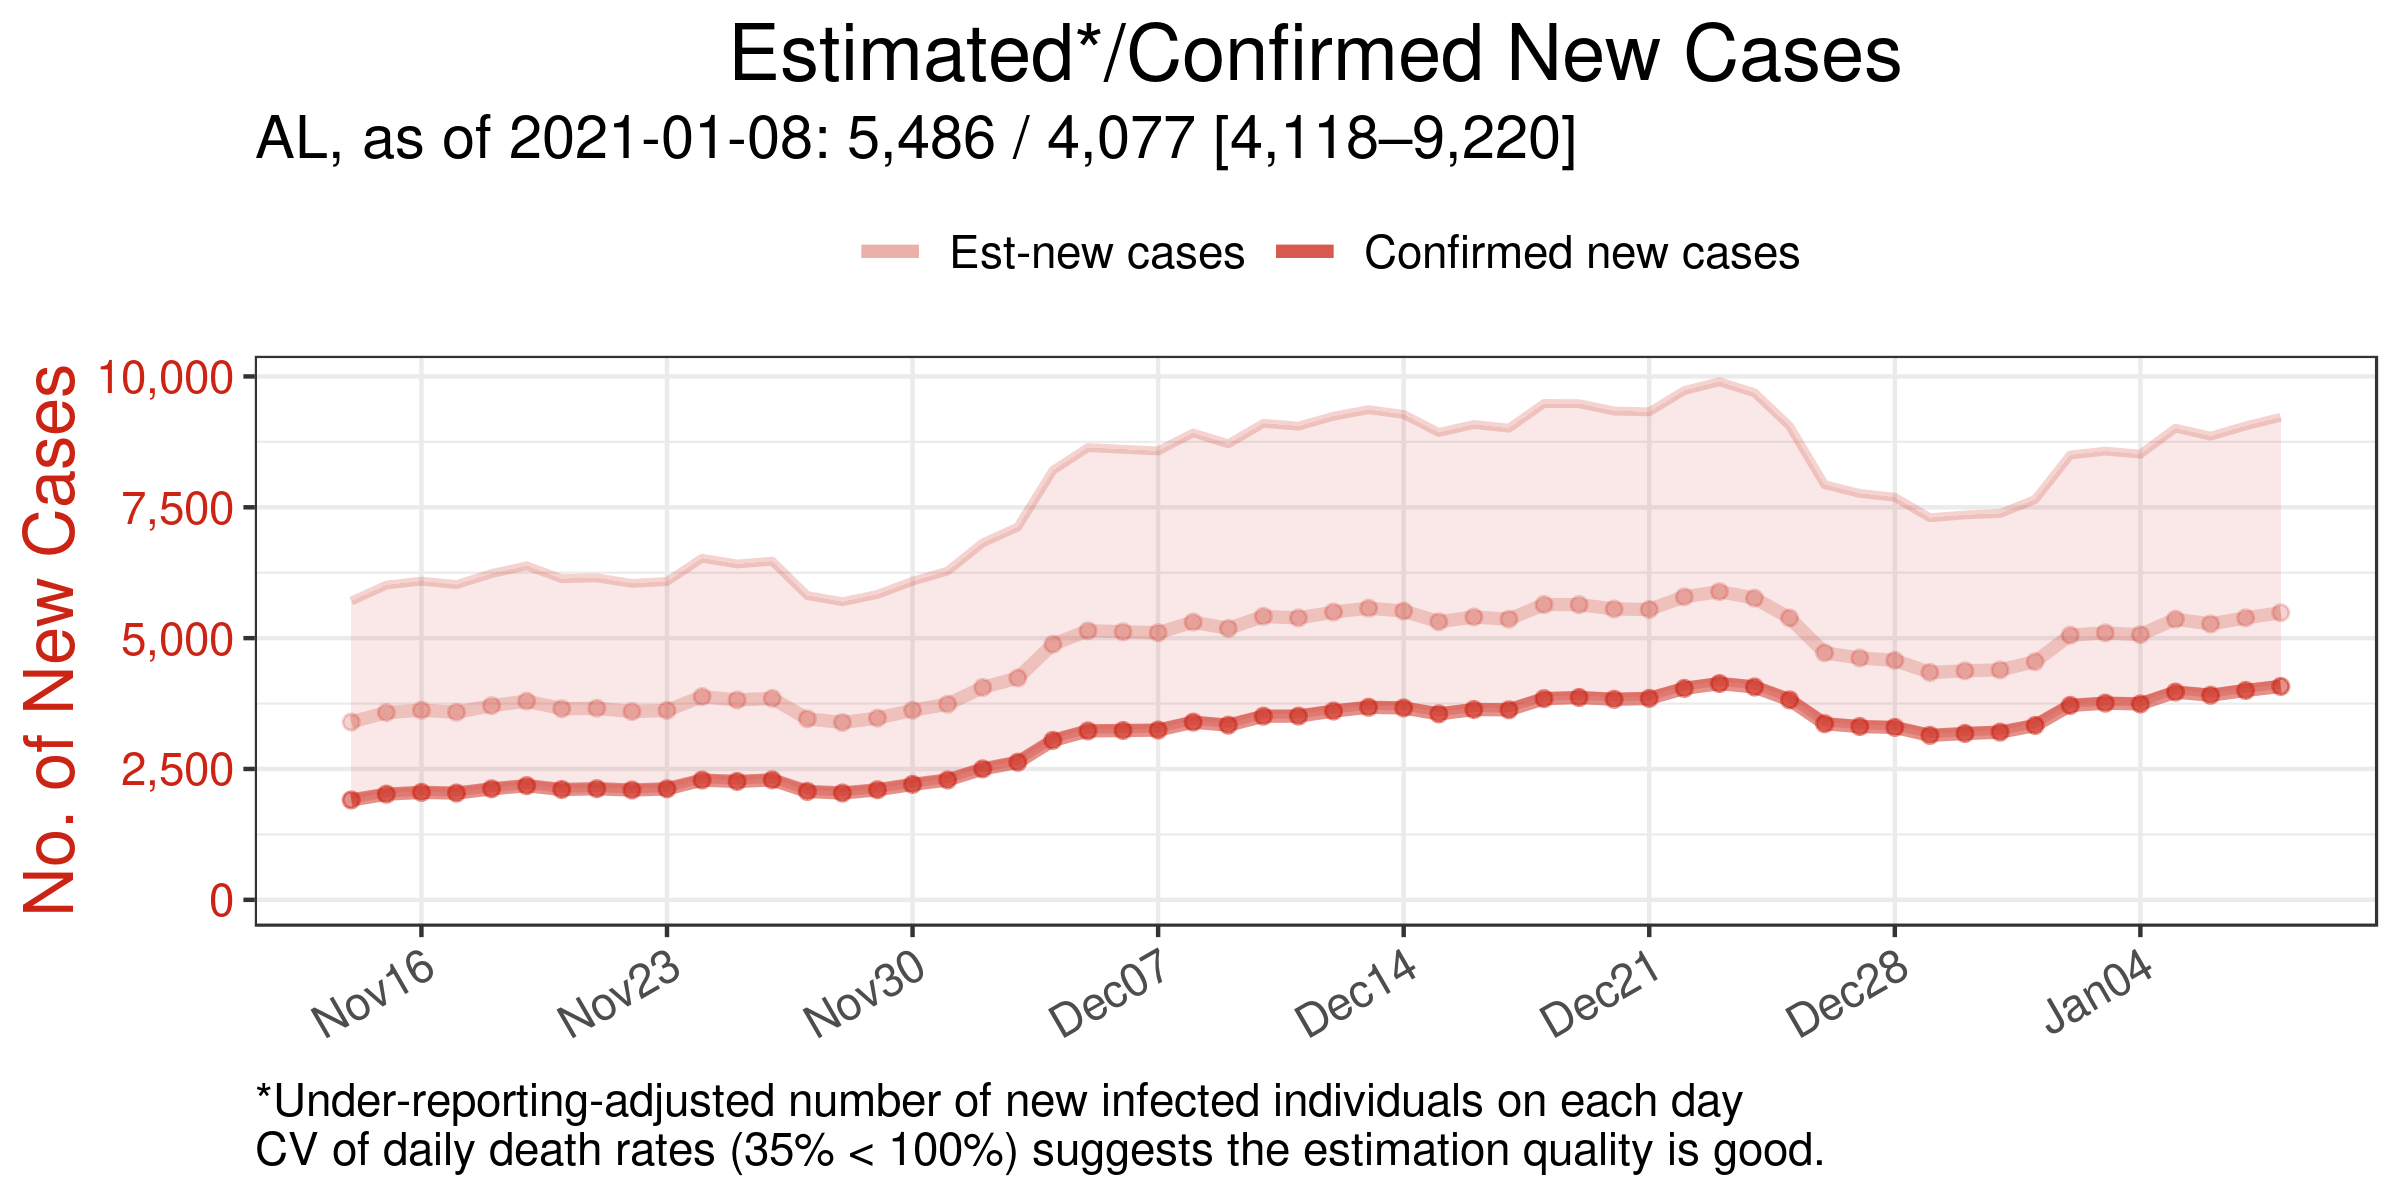 Estimated*/Confirmed New Cases
AL, as of 2021-01-08: 5,486 / 4,077 [4,118–9,220]
Est-new cases
Confirmed new cases
No. of New Cases
10,000
7,500
5,000
2,500
0
Nov16
Nov23
Nov30
Dec07
Dec14
Dec21
Dec28
Jan04
*Under-reporting-adjusted number of new infected individuals on each day
CV of daily death rates (35% < 100%) suggests the estimation quality is good.